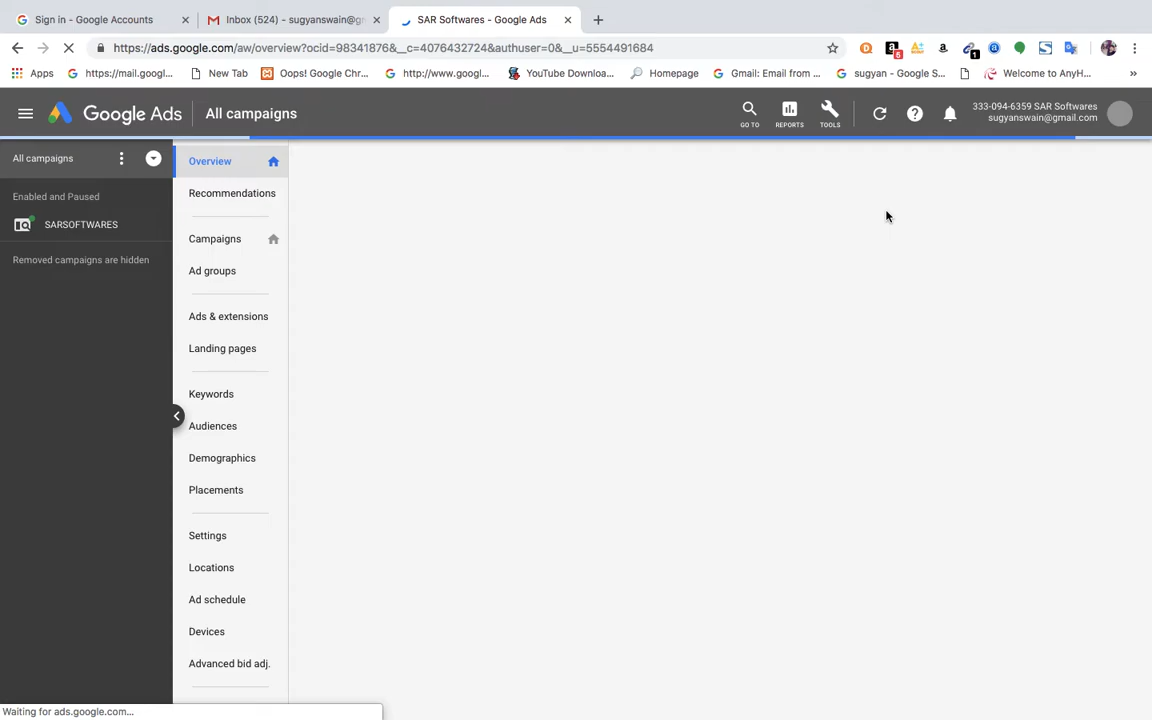 Sign in - Google Accounts
Inbox (524) - sugyanswain@g
SAR Softwares - Google Ads
https://ads.google.com/aw/overview?ocid=98341876&__c=4076432724&authuser=0&__u=5554491684
5
1
Apps
https://mail.googl...
New Tab
Oops! Google Chr...
http://www.googl...
YouTube Downloa...
Homepage
Gmail: Email from ...
sugyan - Google S...
Welcome to AnyH...
»
Google Ads
All campaigns
GO TO
REPORTS
TOOLS
333-094-6359 SAR Softwares
sugyanswain@gmail.com
All campaigns
Enabled and Paused
SARSOFTWARES
Removed campaigns are hidden
Overview
Recommendations
Campaigns
Ad groups
Ads & extensions
Landing pages
Keywords
Audiences
Demographics
Placements
Settings
Locations
Ad schedule
Devices
Advanced bid adj.
Waiting for ads.google.com...